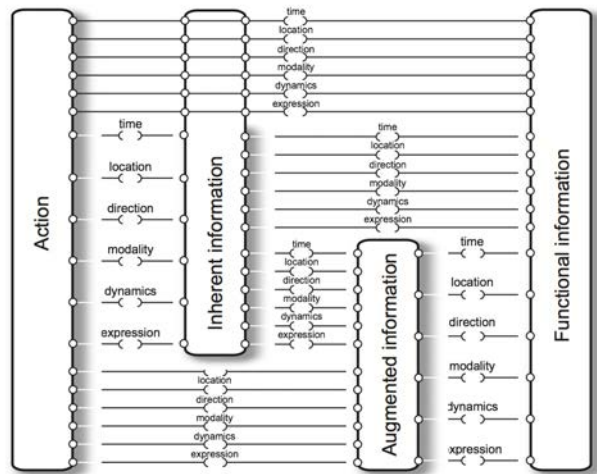 time
location
direction
modality
dynamics
expression
Action
time
location
direction
modality
dynamics
expression
Inherent information
time
location
direction
modality
dynamics
expression
time
location
direction
modality
dynamics
expression
location
direction
modality
dynamics
expression
Augmented information
time
location
direction
modality
dynamics
xpression
Functional information